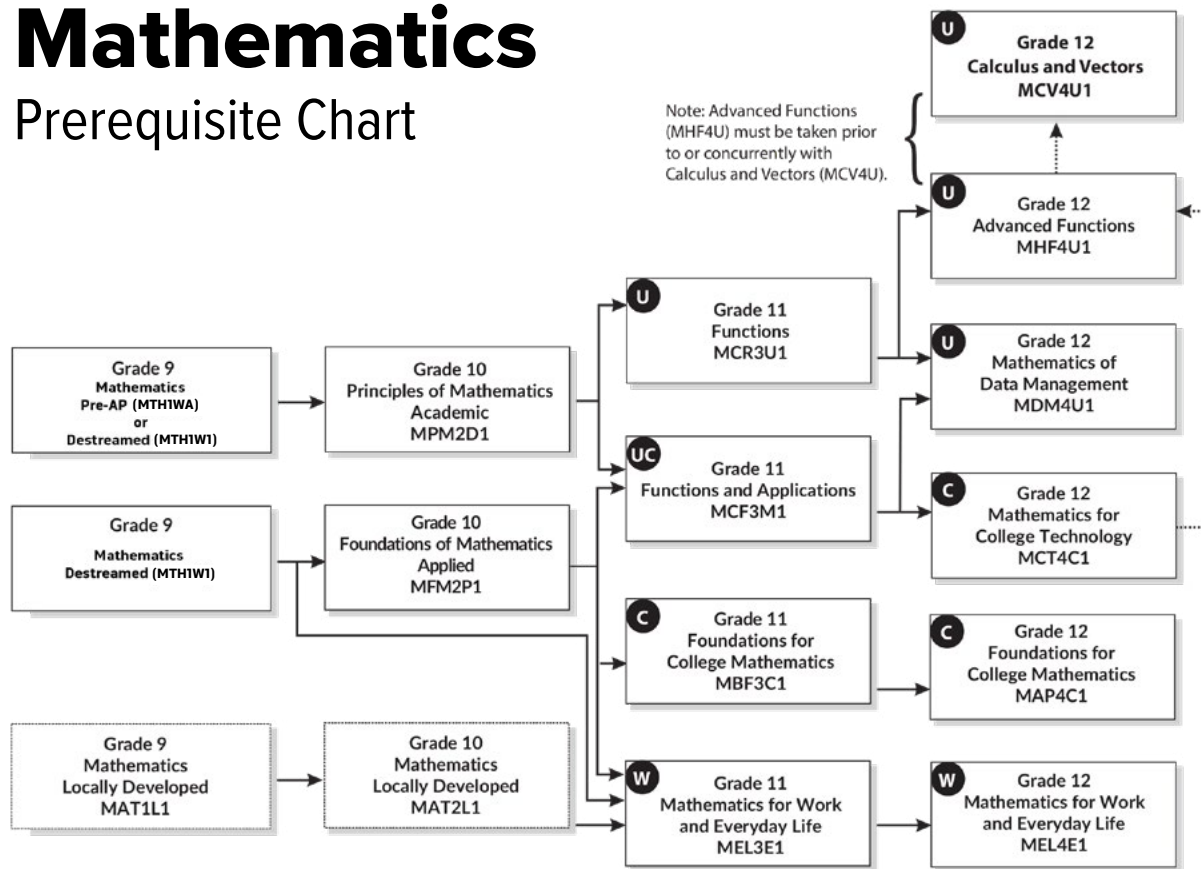 Mathematics
Prerequisite Chart
Note: Advanced Functions
(MHF4U) must be taken prior
to or concurrently with
Calculus and Vectors (MCV4U).
U
Grade 12
Calculus and Vectors
MCV4U1
U
Grade 12
Advanced Functions
MHF4U1
U
Grade 11
Functions
MCR3U1
U
Grade 12
Mathematics of
Data Management
MDM4U1
Grade 9
Mathematics
Pre-AP (MTH1WA)
or
Destreamed (MTH1W1)
Grade 10
Principles of Mathematics
Academic
MPM2D1
UC
Grade 11
Functions and Applications
MCF3M1
C
Grade 12
Mathematics for
College Technology
MCT4C1
Grade 9
Mathematics
Destreamed (MTH1W1)
Grade 10
Foundations of Mathematics
Applied
MFM2P1
C
Grade 11
Foundations for
College Mathematics
MBF3C1
C
Grade 12
Foundations for
College Mathematics
MAP4C1
Grade 9
Mathematics
Locally Developed
MAT1L1
Grade 10
Mathematics
Locally Developed
MAT2L1
W
Grade 11
Mathematics for Work
and Everyday Life
MEL3E1
W
Grade 12
Mathematics for Work
and Everyday Life
MEL4E1